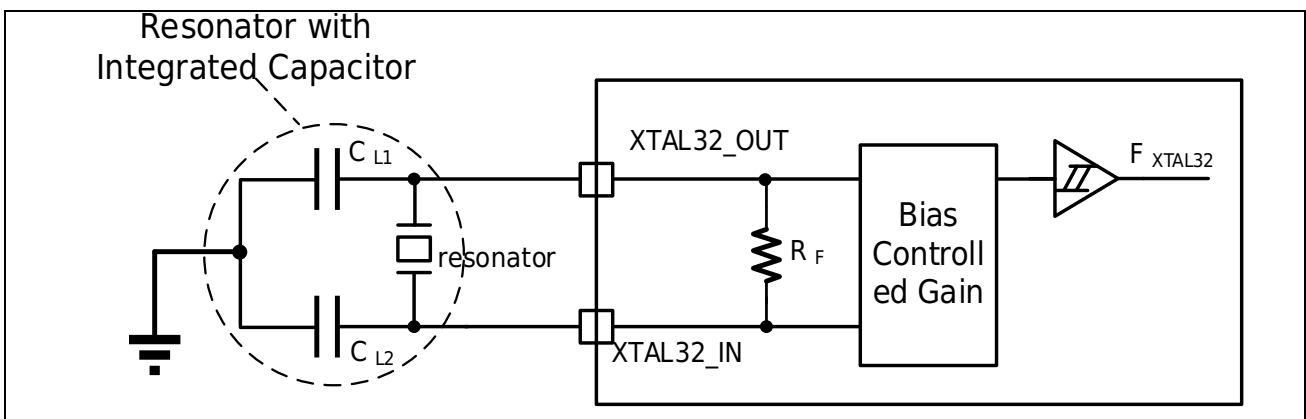 Resonator with
Integrated Capacitor
C L1
XTAL32_OUT
F XTAL32
Bias
Controll
ed Gain
resonator
R F
C L2
XTAL32_IN